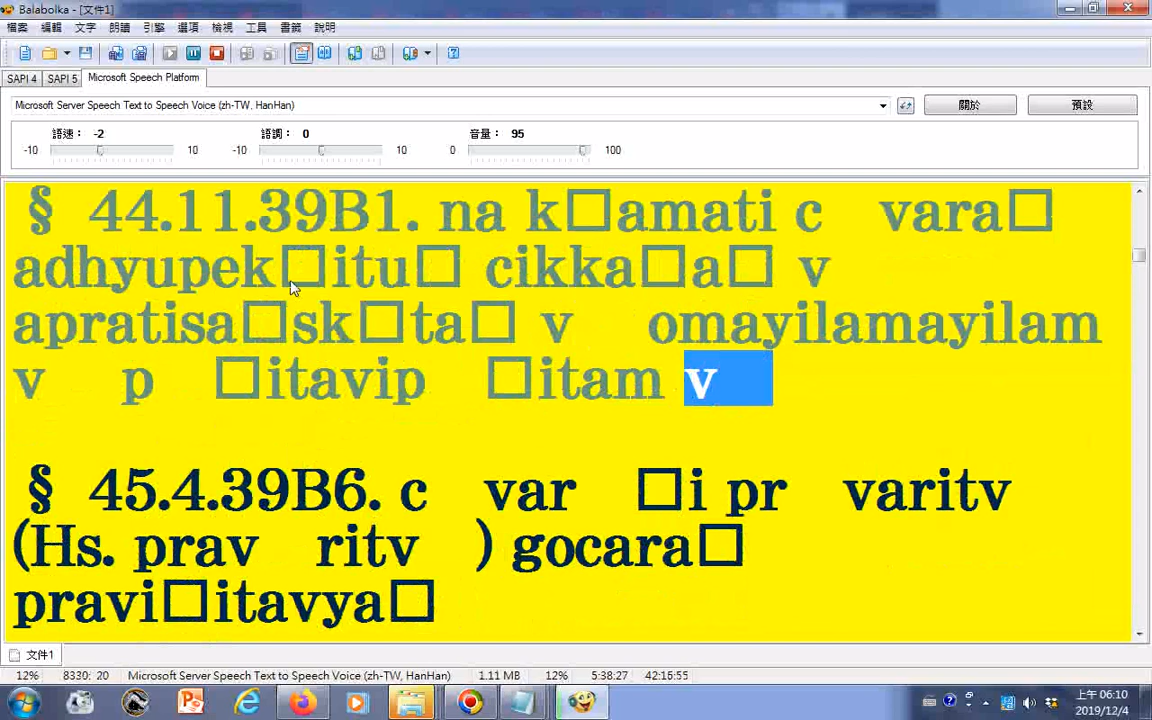 Balabolka - [文件1]
檔案 編輯 文字 朗讀 引擎 選項 檢視 工具 書籤 說明
SAPI 4 SAPI 5 Microsoft Speech Platform
Microsoft Server Speech Text to Speech Voice (zh-TW, HanHan) 關於 預設
語速： -2 語調： 0 音量： 95
-10 10 -10 10 0 100
§ 44.11.39B1. na k□amati c vara□
adhyupek□itu□ cikka□a□ v
apratisa□sk□ta□ v omayilamayilam
v p □itavip □itam v
§ 45.4.39B6. c var □i pr varitv
(Hs. prav ritv ) gocara□
pravi□itavya□
文件1
12% 8330: 20 Microsoft Server Speech Text to Speech Voice (zh-TW, HanHan) 1.11 MB 12% 5:38:27 42:15:55
上午 06:10
2019/12/4